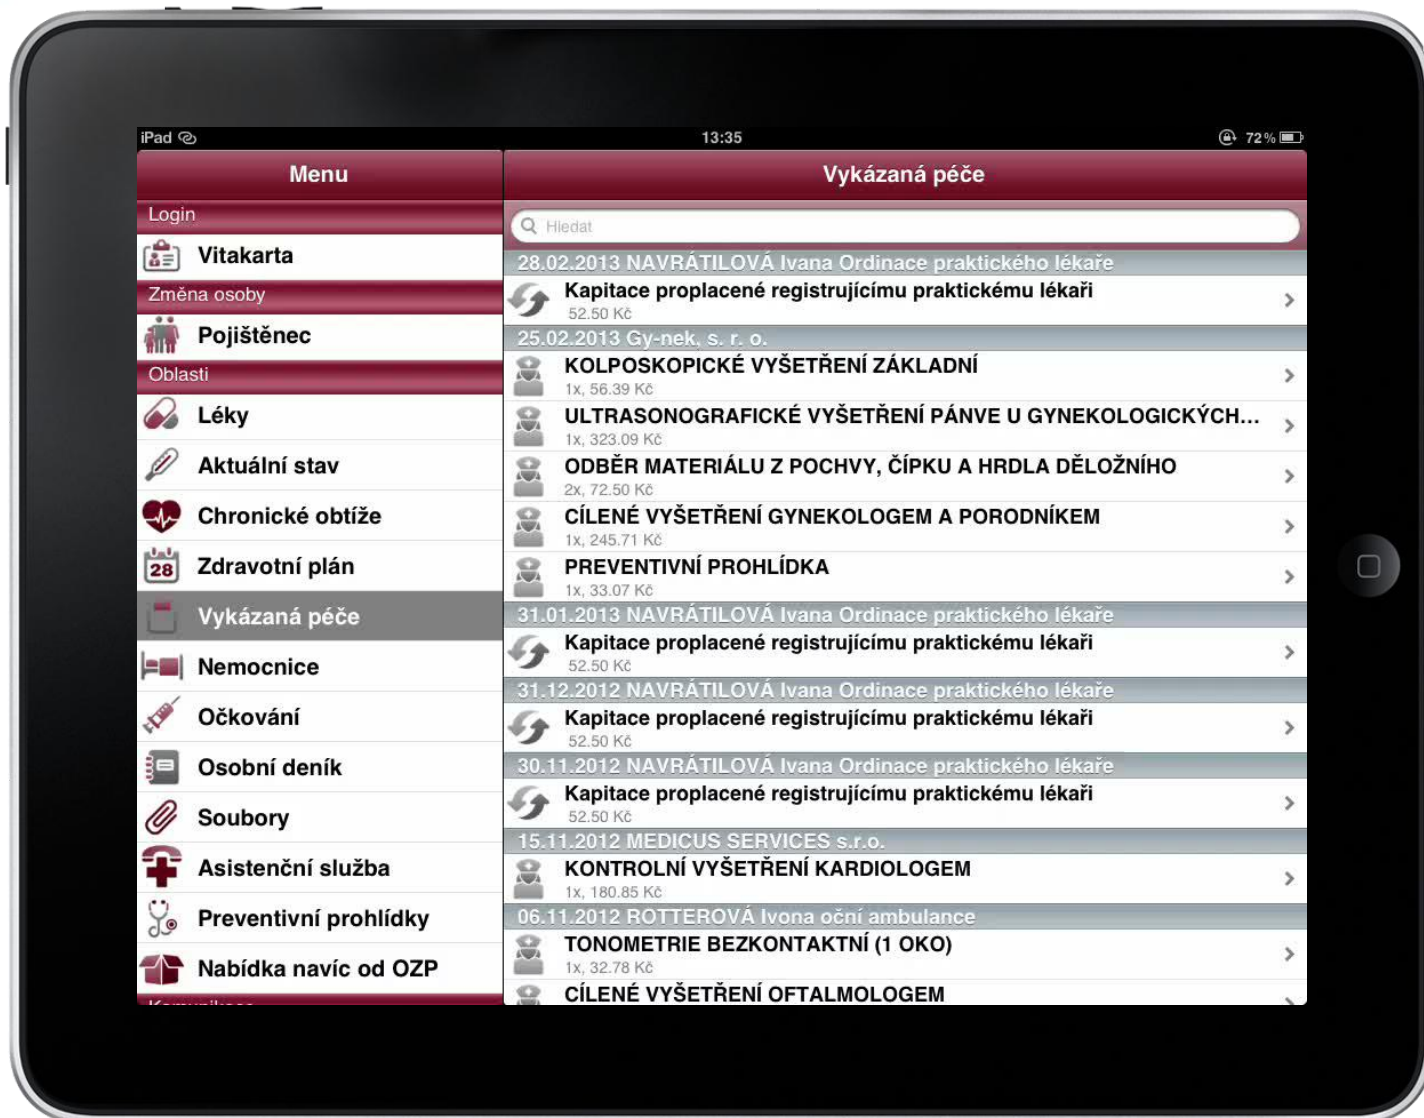 iPad 13:35 72%
Menu
Login
Vitakarta
Změna osoby
Pojištěnec
Oblasti
Léky
Aktuální stav
Chronické obtíže
28 Zdravotní plán
Vykázaná péče
Nemocnice
Očkování
Osobní deník
Soubory
Asistenční služba
Preventivní prohlídky
Nabídka navíc od OZP
Vykázaná péče
Hledat
28.02.2013 NAVRÁTILOVÁ Ivana Ordinace praktického lékaře
Kapitace proplacené registrujícímu praktickému lékaři
52.50 Kč
25.02.2013 Gy-nek, s. r. o.
KOLPOSKOPICKÉ VYŠETŘENÍ ZÁKLADNÍ
1x, 56.39 Kč
ULTRASONOGRAFICKÉ VYŠETŘENÍ PÁNVE U GYNEKOLOGICKÝCH...
1x, 323.09 Kč
ODBĚR MATERIÁLU Z POCHVY, ČÍPKU A HRDLA DĚLOŽNÍHO
2x, 72.50 Kč
CÍLENÉ VYŠETŘENÍ GYNEKOLOGEM A PORODNÍKEM
1x, 245.71 Kč
PREVENTIVNÍ PROHLÍDKA
1x, 33.07 Kč
31.01.2013 NAVRÁTILOVÁ Ivana Ordinace praktického lékaře
Kapitace proplacené registrujícímu praktickému lékaři
52.50 Kč
31.12.2012 NAVRÁTILOVÁ Ivana Ordinace praktického lékaře
Kapitace proplacené registrujícímu praktickému lékaři
52.50 Kč
30.11.2012 NAVRÁTILOVÁ Ivana Ordinace praktického lékaře
Kapitace proplacené registrujícímu praktickému lékaři
52.50 Kč
15.11.2012 MEDICUS SERVICES s.r.o.
KONTROLNÍ VYŠETŘENÍ KARDIOLOGEM
1x, 180.85 Kč
06.11.2012 ROTTEROVÁ Ivona oční ambulance
TONOMETRIE BEZKONTAKTNÍ (1 OKO)
1x, 32.78 Kč
CÍLENÉ VYŠETŘENÍ OFTALMOLOGEM